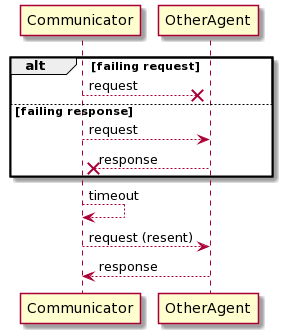 Communicator OtherAgent
alt [failing request]
request
[failing response]
request
response
timeout
request (resent)
response
Communicator OtherAgent